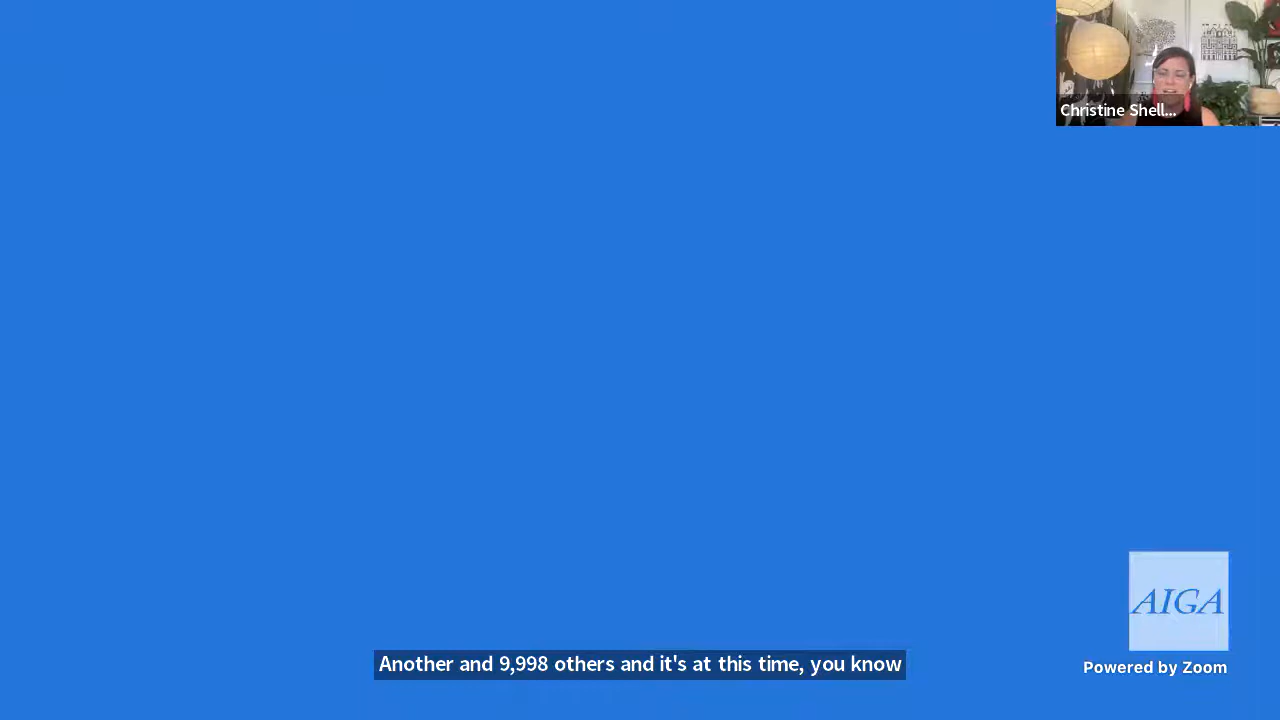 Christine Shell...
AIGA
Another and 9,998 others and it's at this time, you know
Powered by Zoom